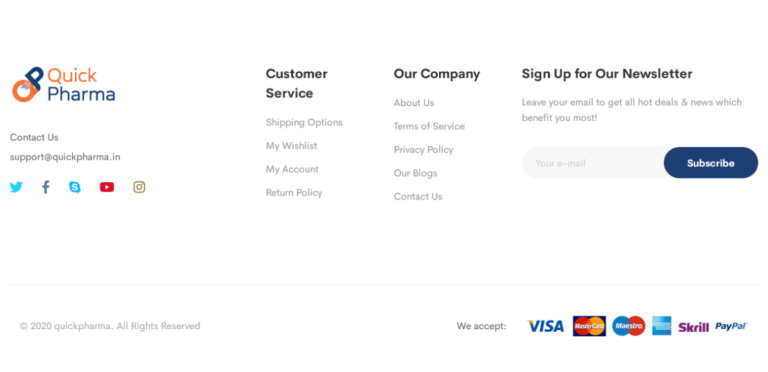 Quick
Pharma
Contact Us
support@quickpharma.in
Customer
Service
Shipping Options
My Wishlist
My Account
Return Policy
Our Company
About Us
Terms of Service
Privacy Policy
Our Blogs
Contact Us
Sign Up for Our Newsletter
Leave your email to get all hot deals & news which
benefit you most!
Your e-mail
Subscribe
© 2020 quickpharma. All Rights Reserved
We accept:
VISA
MasterCard
Maestro
Skrill
PayPal